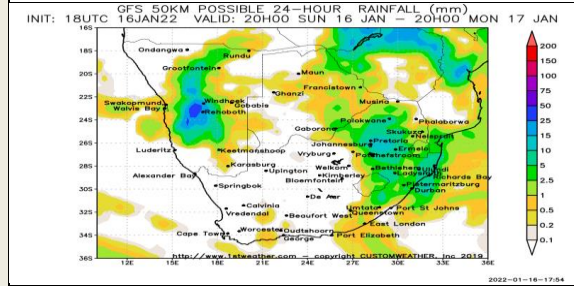 GFS 50KM POSSIBLE 24-HOUR RAINFALL (mm)
INIT: 18UTC 16JAN22 VALID: 20H00 SUN 16 JAN - 20H00 MON 17 JAN
16S
Ondangwa
Rundu
18S
Grootfontein
Maun
20S
Francistown
Ghanzi
Musina
22S
Swakopmund
Windhoek
Gobabis
Walvis Bay
Rehoboth
Polokwane
Phalaborwa
24S
Gaborone
Skukuza
Pretoria
Nelspruit
Johannesburg
Ermelo
26S
Luderitz
Keetmanshoop
Vryburg
Potchefstroom
Karasburg
Welkom
Bethlehem
Ladysmith
28S
Alexander Bay
Upington
Kimberley
Richards Bay
Bloemfontein
Pietermaritzburg
Springbok
Durban
30S
De Aar
Calvinia
Umtata
Port St Johns
32S
Vredendal
Beaufort West
Queenstown
East London
Worcester
Oudtshoorn
34S
Cape Town
George
Port Elizabeth
http://www.1stweather.com - copyright CUSTOMWEATHER, Inc 2019
36S
12E 15E 18E 21E 24E 27E 30E 33E 36E
200
150
100
75
50
25
15
10
5
2
1
0.5
0.2
0.1
2022-01-16-17:54